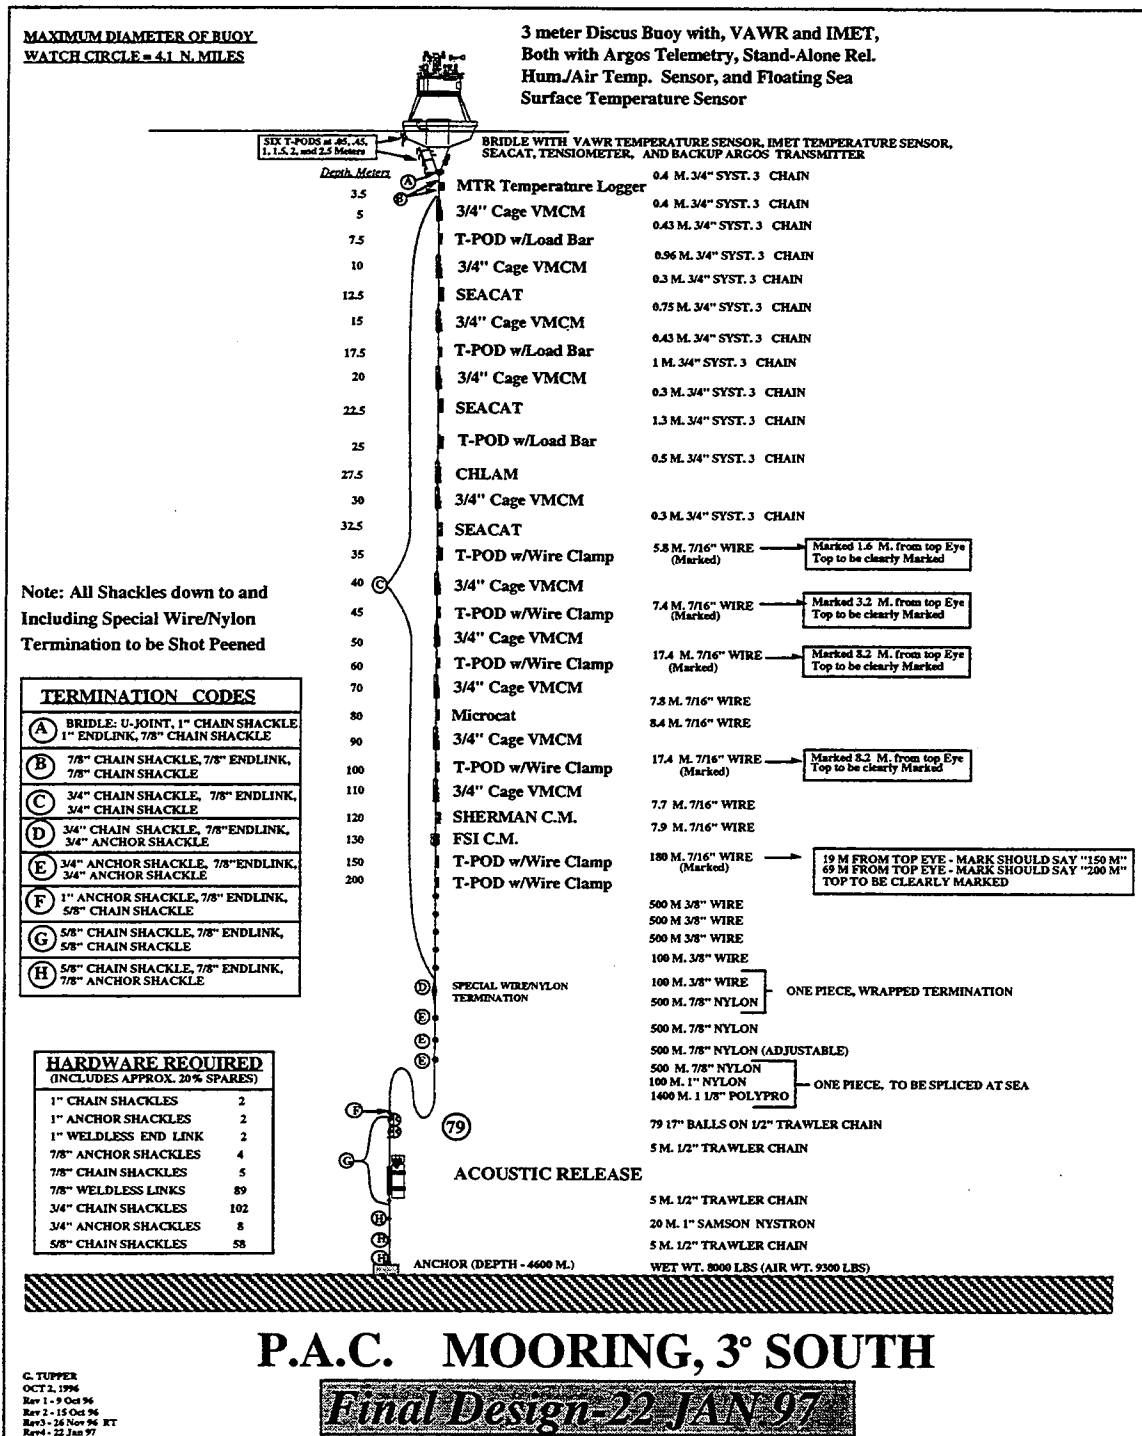 MAXIMUM DIAMETER OF BUOY
WATCH CIRCLE = 4.1 N. MILES
3 meter Discus Buoy with, VAWR and IMET,
Both with Argos Telemetry, Stand-Alone Rel.
Hum./Air Temp. Sensor, and Floating Sea
Surface Temperature Sensor
SIX T-PODS at .05, .45,
1, 1.5, 2, and 2.5 Meters
BRIDLE WITH VAWR TEMPERATURE SENSOR, IMET TEMPERATURE SENSOR,
SEACAT, TENSIOMETER, AND BACKUP ARGOS TRANSMITTER
Depth Meters
A
0.4 M. 3/4" SYST. 3 CHAIN
3.5 MTR Temperature Logger
B
0.4 M. 3/4" SYST. 3 CHAIN
5 3/4" Cage VMCM
0.43 M. 3/4" SYST. 3 CHAIN
7.5 T-POD w/Load Bar
0.96 M. 3/4" SYST. 3 CHAIN
10 3/4" Cage VMCM
0.3 M. 3/4" SYST. 3 CHAIN
12.5 SEACAT
0.75 M. 3/4" SYST. 3 CHAIN
15 3/4" Cage VMCM
0.43 M. 3/4" SYST. 3 CHAIN
17.5 T-POD w/Load Bar
1 M. 3/4" SYST. 3 CHAIN
20 3/4" Cage VMCM
0.3 M. 3/4" SYST. 3 CHAIN
22.5 SEACAT
1.3 M. 3/4" SYST. 3 CHAIN
25 T-POD w/Load Bar
0.5 M. 3/4" SYST. 3 CHAIN
27.5 CHLAM
30 3/4" Cage VMCM
0.3 M. 3/4" SYST. 3 CHAIN
32.5 SEACAT
35 T-POD w/Wire Clamp 5.8 M. 7/16" WIRE
(Marked)
Marked 1.6 M. from top Eye
Top to be clearly Marked
40 C 3/4" Cage VMCM
45 T-POD w/Wire Clamp 7.4 M. 7/16" WIRE
(Marked)
Marked 3.2 M. from top Eye
Top to be clearly Marked
50 3/4" Cage VMCM
60 T-POD w/Wire Clamp 17.4 M. 7/16" WIRE
(Marked)
Marked 8.2 M. from top Eye
Top to be clearly Marked
70 3/4" Cage VMCM
7.8 M. 7/16" WIRE
80 Microcat
8.4 M. 7/16" WIRE
90 3/4" Cage VMCM
100 T-POD w/Wire Clamp 17.4 M. 7/16" WIRE
(Marked)
Marked 8.2 M. from top Eye
Top to be clearly Marked
110 3/4" Cage VMCM
7.7 M. 7/16" WIRE
120 SHERMAN C.M.
7.9 M. 7/16" WIRE
130 FSI C.M.
150 T-POD w/Wire Clamp 180 M. 7/16" WIRE
(Marked)
19 M FROM TOP EYE - MARK SHOULD SAY "150 M"
69 M FROM TOP EYE - MARK SHOULD SAY "200 M"
TOP TO BE CLEARLY MARKED
200 T-POD w/Wire Clamp
500 M 3/8" WIRE
500 M 3/8" WIRE
500 M 3/8" WIRE
100 M. 3/8" WIRE
D SPECIAL WIRE/NYLON
TERMINATION
100 M. 3/8" WIRE
500 M. 7/8" NYLON
ONE PIECE, WRAPPED TERMINATION
E
500 M. 7/8" NYLON
E
500 M. 7/8" NYLON (ADJUSTABLE)
E
500 M. 7/8" NYLON
100 M. 1" NYLON
1400 M. 1 1/8" POLYPRO
ONE PIECE, TO BE SPLICED AT SEA
F
79
79 17" BALLS ON 1/2" TRAWLER CHAIN
5 M. 1/2" TRAWLER CHAIN
G
ACOUSTIC RELEASE
5 M. 1/2" TRAWLER CHAIN
H
20 M. 1" SAMSON NYSTRON
H
5 M. 1/2" TRAWLER CHAIN
H
ANCHOR (DEPTH - 4600 M.)
WET WT. 8000 LBS (AIR WT. 9300 LBS)
Note: All Shackles down to and
Including Special Wire/Nylon
Termination to be Shot Peened
TERMINATION CODES
A BRIDLE: U-JOINT, 1" CHAIN SHACKLE
1" ENDLINK, 7/8" CHAIN SHACKLE
B 7/8" CHAIN SHACKLE, 7/8" ENDLINK,
7/8" CHAIN SHACKLE
C 3/4" CHAIN SHACKLE, 7/8" ENDLINK,
3/4" CHAIN SHACKLE
D 3/4" CHAIN SHACKLE, 7/8"ENDLINK,
3/4" ANCHOR SHACKLE
E 3/4" ANCHOR SHACKLE, 7/8"ENDLINK,
3/4" ANCHOR SHACKLE
F 1" ANCHOR SHACKLE, 7/8" ENDLINK,
5/8" CHAIN SHACKLE
G 5/8" CHAIN SHACKLE, 7/8" ENDLINK,
5/8" CHAIN SHACKLE
H 5/8" CHAIN SHACKLE, 7/8" ENDLINK,
7/8" ANCHOR SHACKLE
HARDWARE REQUIRED
(INCLUDES APPROX. 20% SPARES)
1" CHAIN SHACKLES 2
1" ANCHOR SHACKLES 2
1" WELDLESS END LINK 2
7/8" ANCHOR SHACKLES 4
7/8" CHAIN SHACKLES 5
7/8" WELDLESS LINKS 89
3/4" CHAIN SHACKLES 102
3/4" ANCHOR SHACKLES 8
5/8" CHAIN SHACKLES 58
P.A.C. MOORING, 3° SOUTH
Final Design-22 JAN 97
G. TUPPER
OCT 2, 1996
Rev 1 - 9 Oct 96
Rev 2 - 15 Oct 96
Rev3 - 26 Nov 96 RT
Rev4 - 22 Jan 97